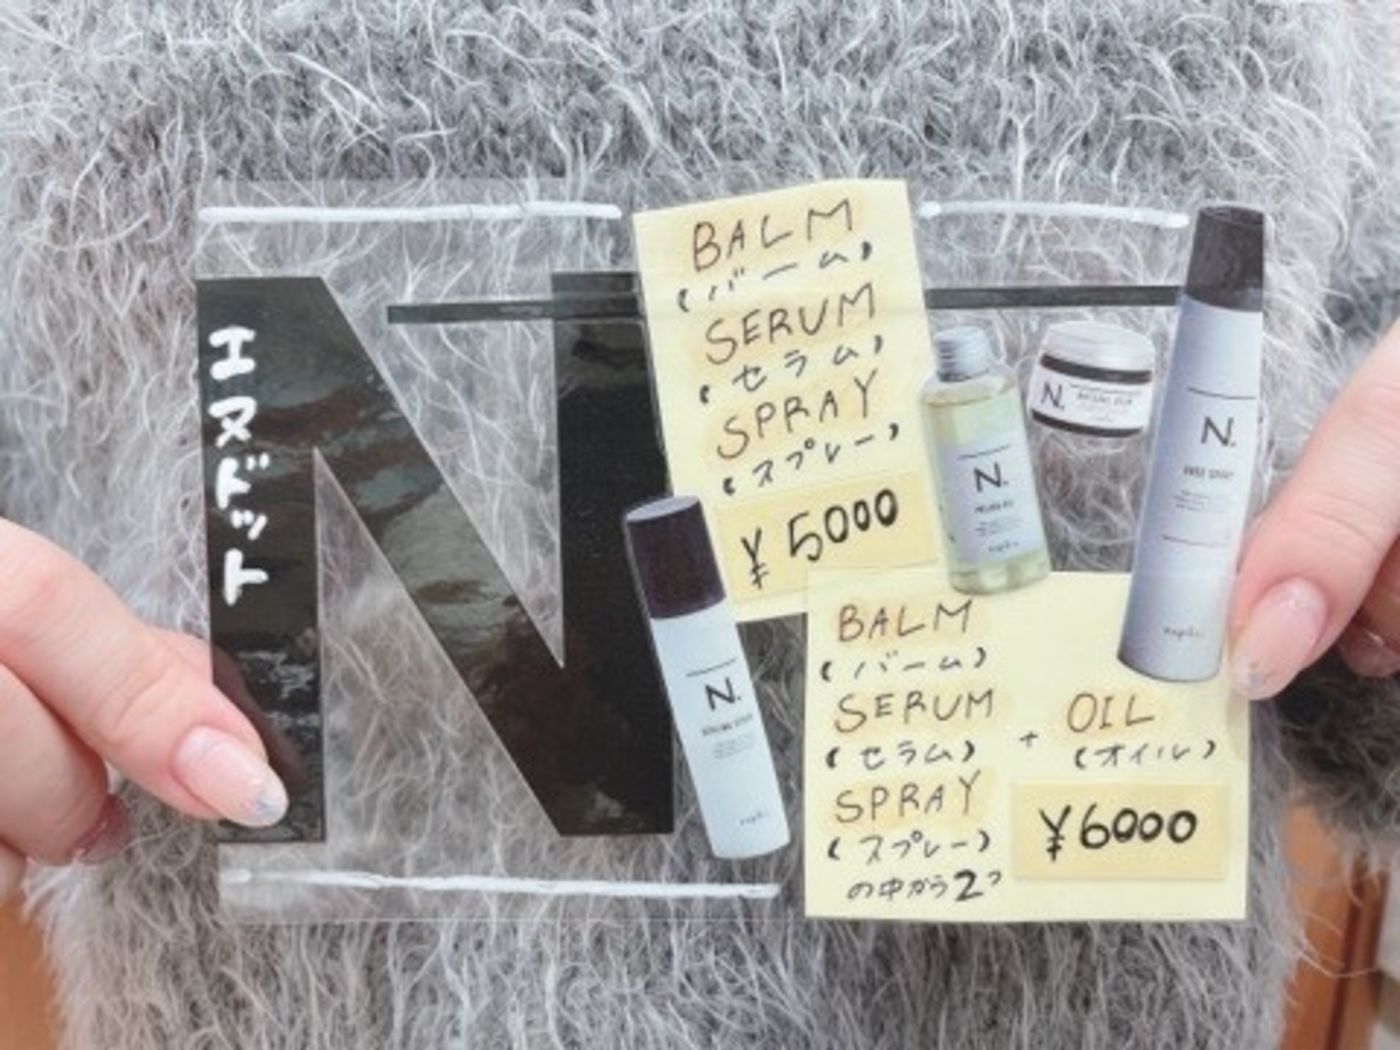 エヌドット
N
BALM
(バーム)
SERUM
(セラム)
SPRAY
(スプレー)
¥5000
N.
N.
N.
N.
BALM
(バーム)
SERUM
(セラム)
SPRAY
(スプレー)
の中から2つ
+ OIL
(オイル)
¥6000